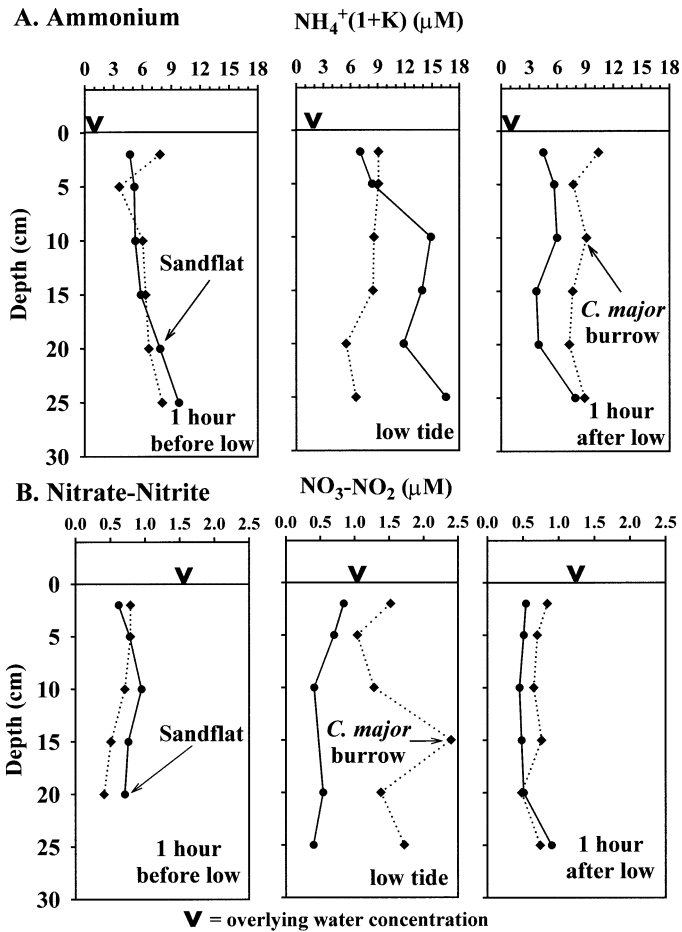 A. Ammonium
NH₄⁺(1+K) (μM)
0 3 6 9 12 15 18
0 3 6 9 12 15 18
0 3 6 9 12 15 18
Depth (cm)
0
5
10
15
20
25
30
V
V
V
Sandflat
1 hour
before low
low tide
C. major
burrow
1 hour
after low
B. Nitrate-Nitrite
NO₃-NO₂ (μM)
0.0 0.5 1.0 1.5 2.0 2.5
0.0 0.5 1.0 1.5 2.0 2.5
0.0 0.5 1.0 1.5 2.0 2.5
Depth (cm)
0
5
10
15
20
25
30
V
V
V
Sandflat
1 hour
before low
C. major
burrow
low tide
1 hour
after low
V = overlying water concentration